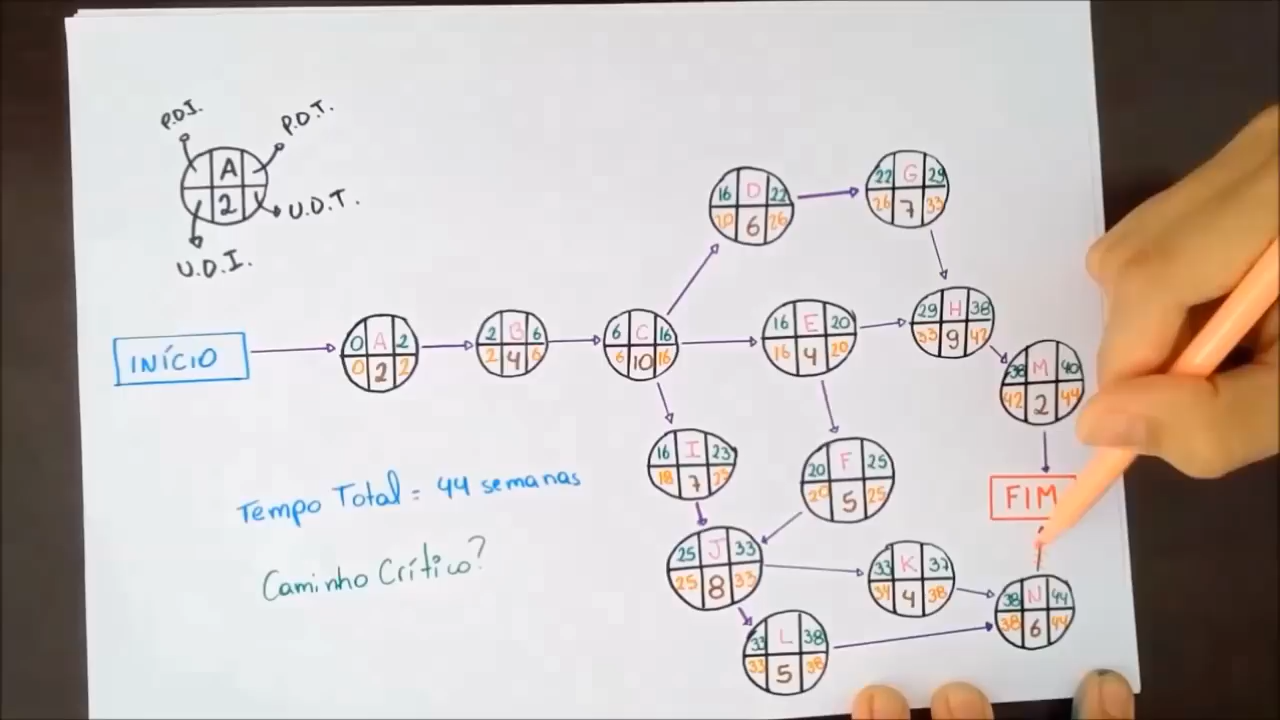 P.D.I.
P.D.T.
A
2
U.D.T.
U.D.I.
16 D 22
20 6 26
22 G 29
26 7 33
INÍCIO
0 A 2
0 2 2
2 B 6
2 4 6
6 C 16
6 10 16
16 E 20
16 4 20
29 H 38
33 9 42
38 M 40
42 2 44
16 I 23
18 7 25
20 F 25
20 5 25
FIM
Tempo Total = 44 semanas
Caminho Crítico?
25 J 33
25 8 33
33 K 37
34 4 38
38 N 44
38 6 44
33 L 38
33 5 38